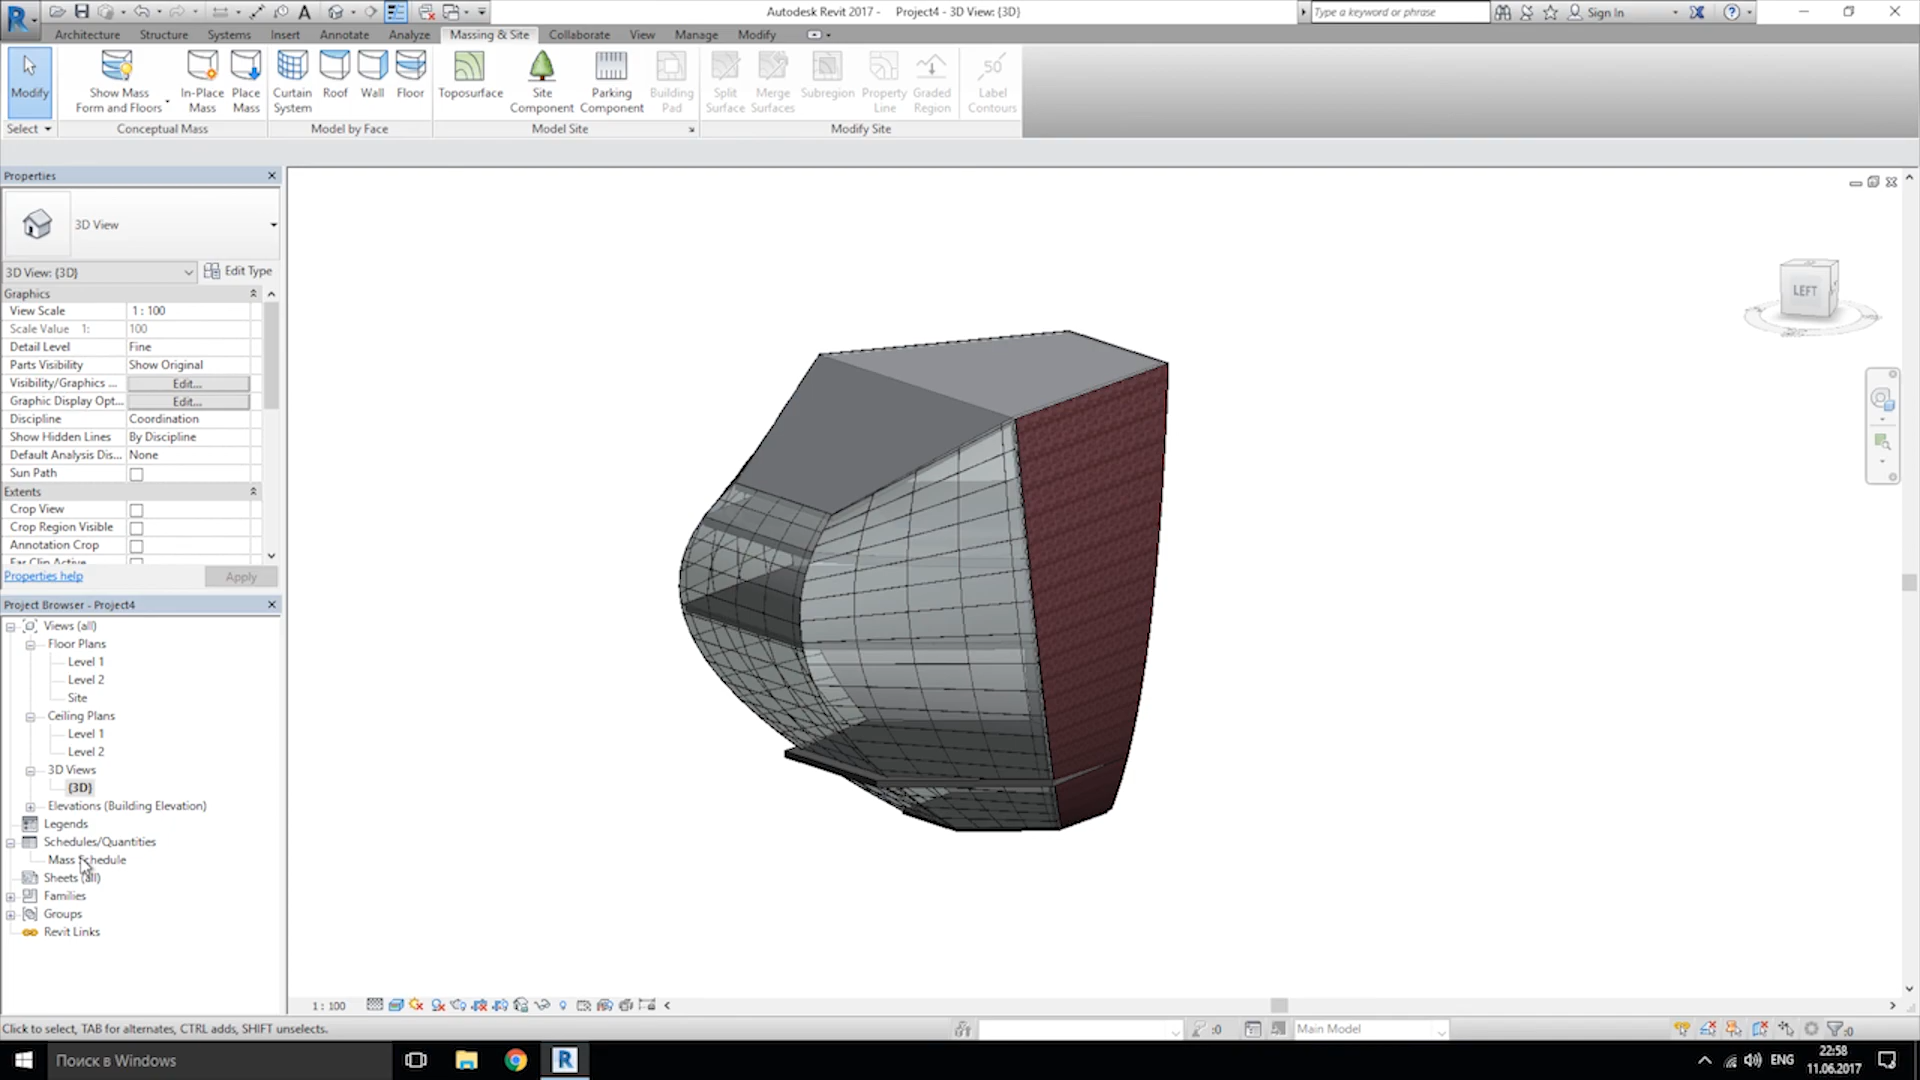 Autodesk Revit 2017 - Project4 - 3D View: {3D}
Type a keyword or phrase
Sign In
Architecture Structure Systems Insert Annotate Analyze Massing & Site Collaborate View Manage Modify
Modify
Show Mass Form and Floors
In-Place Mass
Place Mass
Curtain System
Roof
Wall
Floor
Toposurface
Site Component
Parking Component
Building Pad
Split Surface
Merge Surfaces
Subregion
Property Line
Graded Region
50
Label Contours
Select
Conceptual Mass
Model by Face
Model Site
Modify Site
Properties
3D View
3D View: {3D}
Edit Type
Graphics
View Scale 1 : 100
Scale Value 1: 100
Detail Level Fine
Parts Visibility Show Original
Visibility/Graphics ... Edit...
Graphic Display Opt... Edit...
Discipline Coordination
Show Hidden Lines By Discipline
Default Analysis Dis... None
Sun Path
Extents
Crop View
Crop Region Visible
Annotation Crop
Far Clip Active
Properties help
Apply
Project Browser - Project4
Views (all)
Floor Plans
Level 1
Level 2
Site
Ceiling Plans
Level 1
Level 2
3D Views
{3D}
Elevations (Building Elevation)
Legends
Schedules/Quantities
Mass Schedule
Sheets (all)
Families
Groups
Revit Links
LEFT
1 : 100
Click to select, TAB for alternates, CTRL adds, SHIFT unselects.
:0
Main Model
:0
Поиск в Windows
ENG
22:58
11.06.2017